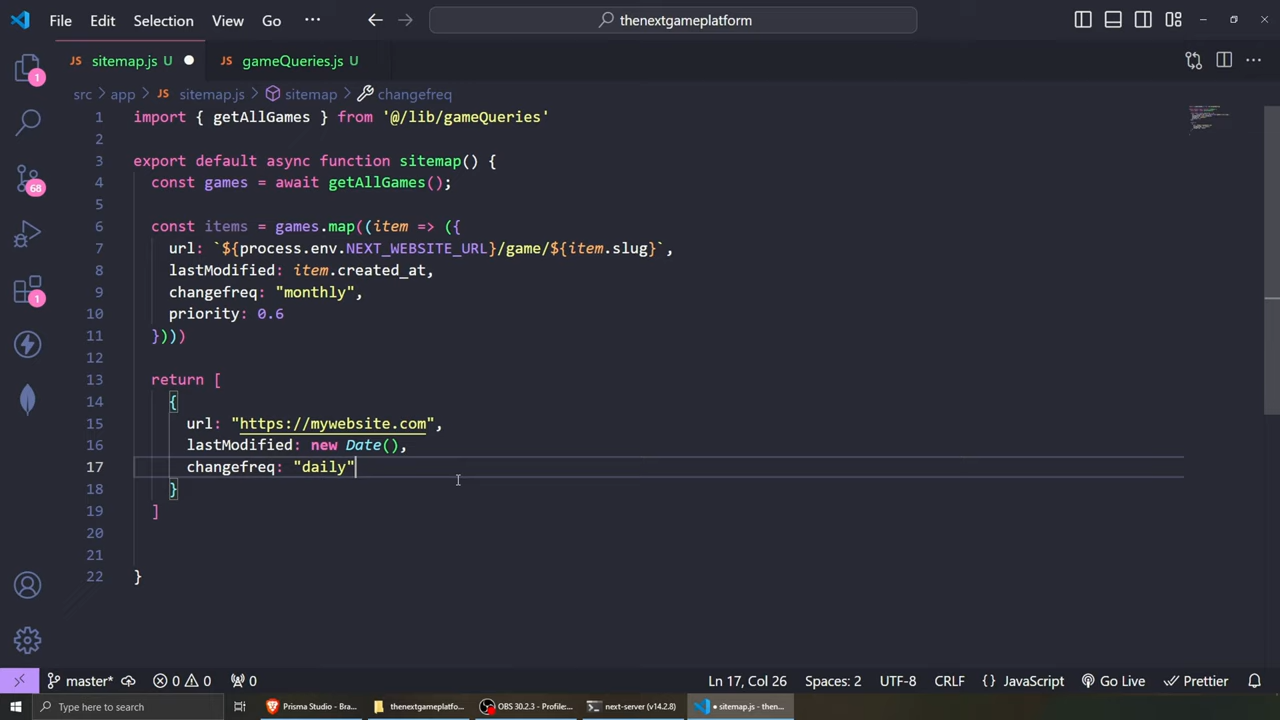 File Edit Selection View Go ··· thenextgameplatform
JS sitemap.js U JS gameQueries.js U
src > app > JS sitemap.js > sitemap > changefreq
1 import { getAllGames } from '@/lib/gameQueries'
2
3 export default async function sitemap() {
4 const games = await getAllGames();
5
6 const items = games.map((item => ({
7 url: `${process.env.NEXT_WEBSITE_URL}/game/${item.slug}`,
8 lastModified: item.created_at,
9 changefreq: "monthly",
10 priority: 0.6
11 })))
12
13 return [
14 {
15 url: "https://mywebsite.com",
16 lastModified: new Date(),
17 changefreq: "daily"
18 }
19 ]
20
21
22 }
1
68
1
master* 0 0 0 Ln 17, Col 26 Spaces: 2 UTF-8 CRLF {} JavaScript Go Live Prettier
Type here to search Prisma Studio - Bra... thenextgameplatfo... OBS 30.2.3 - Profile:... next-server (v14.2.8) • sitemap.js - then...